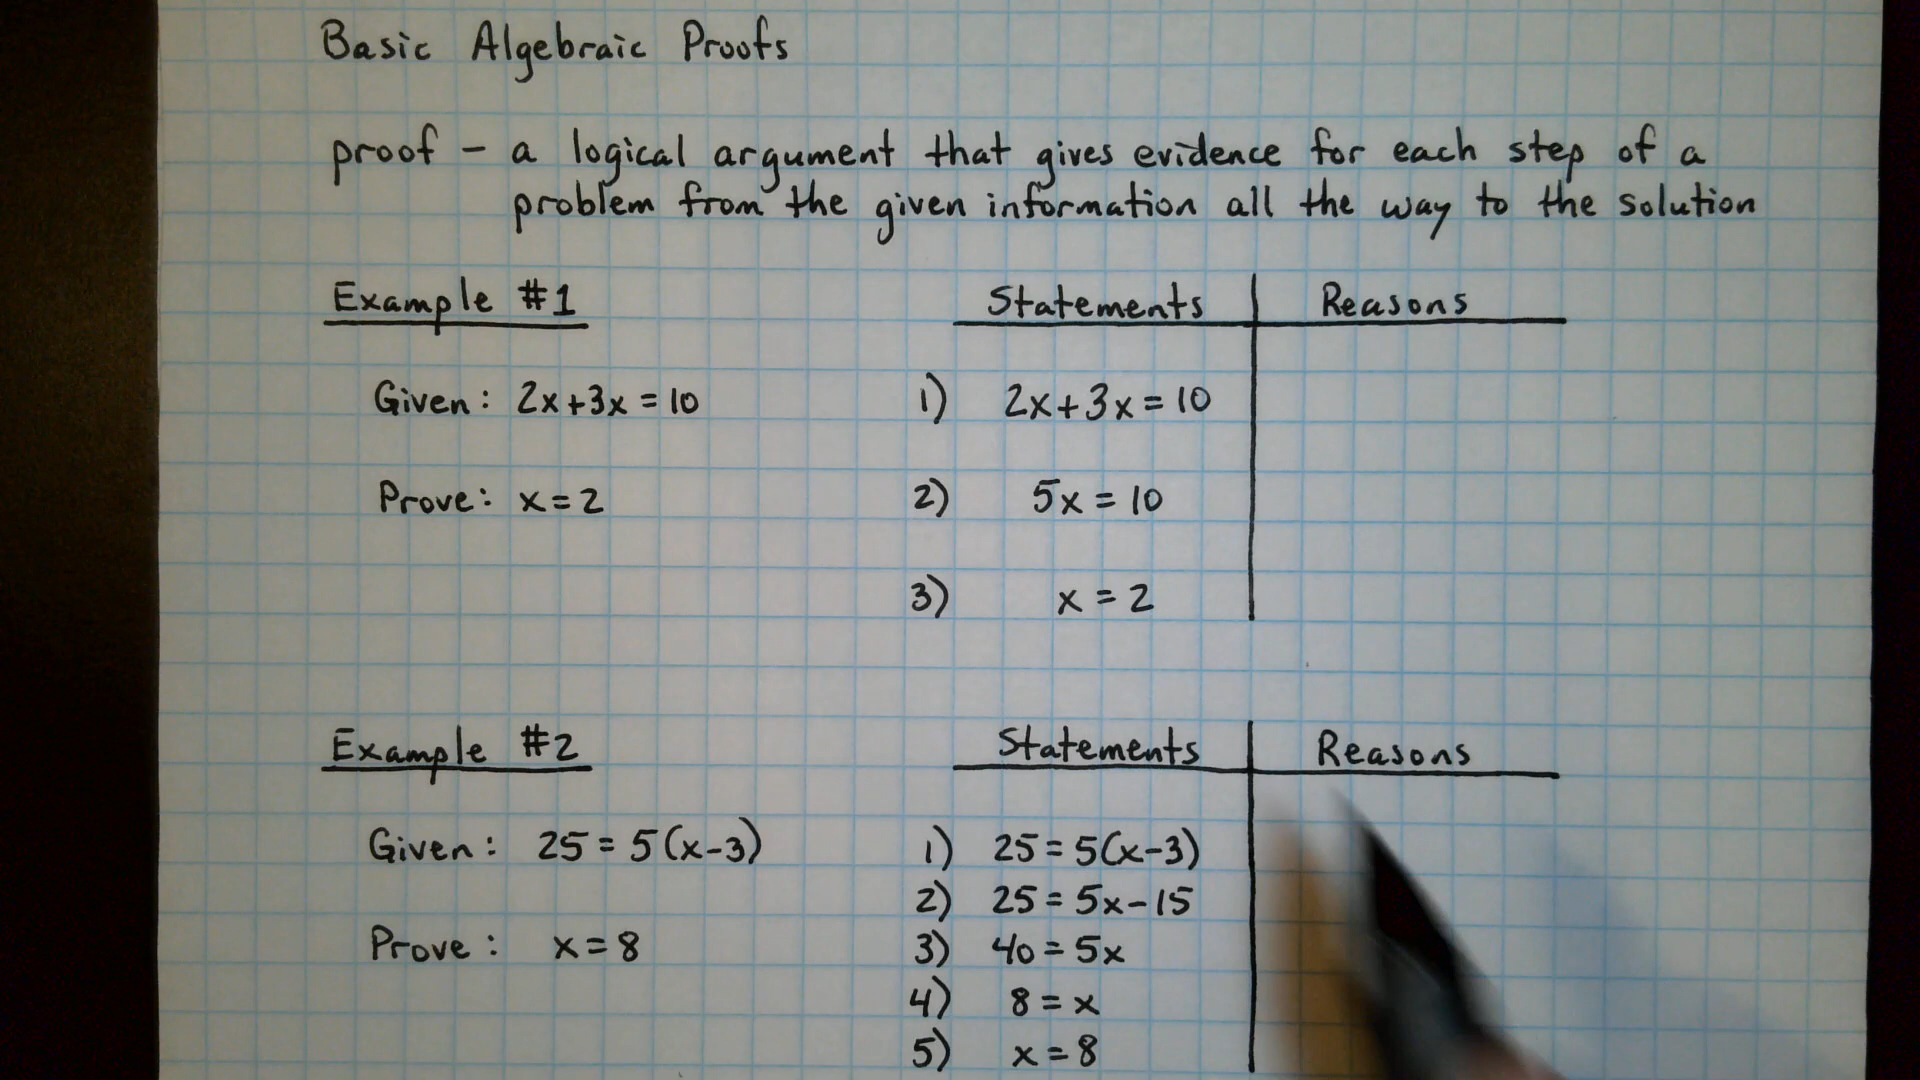 Basic Algebraic Proofs
proof - a logical argument that gives evidence for each step of a
problem from the given information all the way to the solution
Example #1
Statements Reasons
Given: 2x+3x=10
1) 2x+3x=10
Prove: x=2
2) 5x=10
3) x=2
Example #2
Statements Reasons
Given: 25=5(x-3)
1) 25=5(x-3)
2) 25=5x-15
Prove: x=8
3) 40=5x
4) 8=x
5) x=8